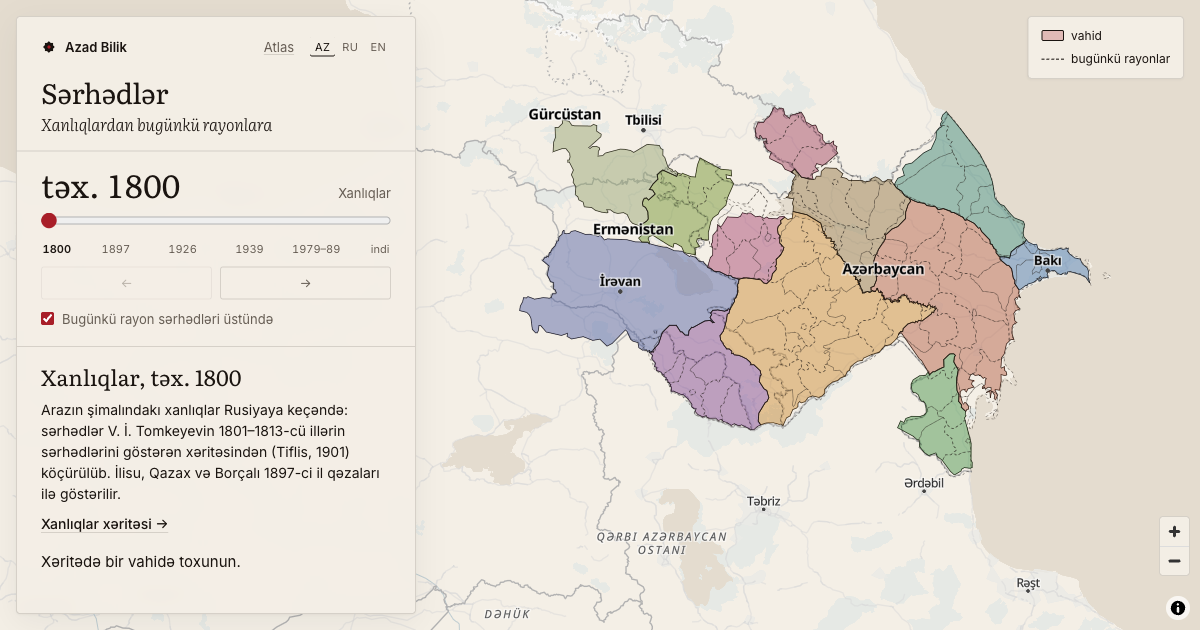 Azad Bilik
Atlas
AZ RU EN
Sərhədlər
Xanlıqlardan bugünkü rayonlara
təx. 1800
Xanlıqlar
1800 1897 1926 1939 1979–89 indi
← →
Bugünkü rayon sərhədləri üstündə
Xanlıqlar, təx. 1800
Arazın şimalındakı xanlıqlar Rusiyaya keçəndə:
sərhədlər V. İ. Tomkeyevin 1801–1813-cü illərin
sərhədlərini göstərən xəritəsindən (Tiflis, 1901)
köçürülüb. İlisu, Qazax və Borçalı 1897-ci il qəzaları
ilə göstərilir.
Xanlıqlar xəritəsi →
Xəritədə bir vahidə toxunun.
vahid
bugünkü rayonlar
Gürcüstan
Tbilisi
Ermənistan
İrəvan
Azərbaycan
Bakı
Ərdəbil
Təbriz
QƏRBİ AZƏRBAYCAN
OSTANI
Rəşt
DƏHÜK
+
−